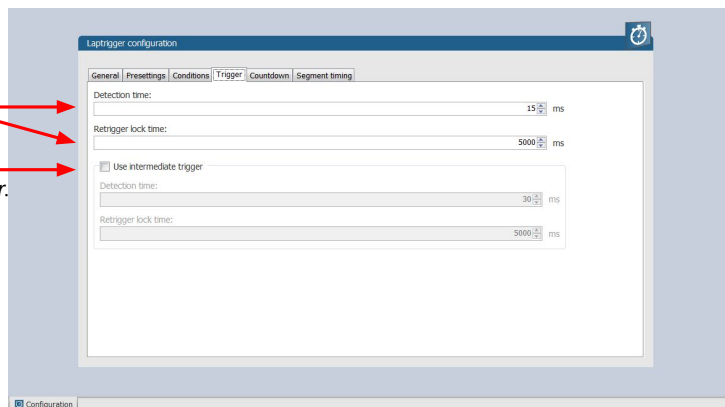 Laptrigger configuration
General Presettings Conditions Trigger Countdown Segment timing
Detection time:
15 ms
Retrigger lock time:
5000 ms
Use intermediate trigger
r.
Detection time:
30 ms
Retrigger lock time:
5000 ms
Configuration